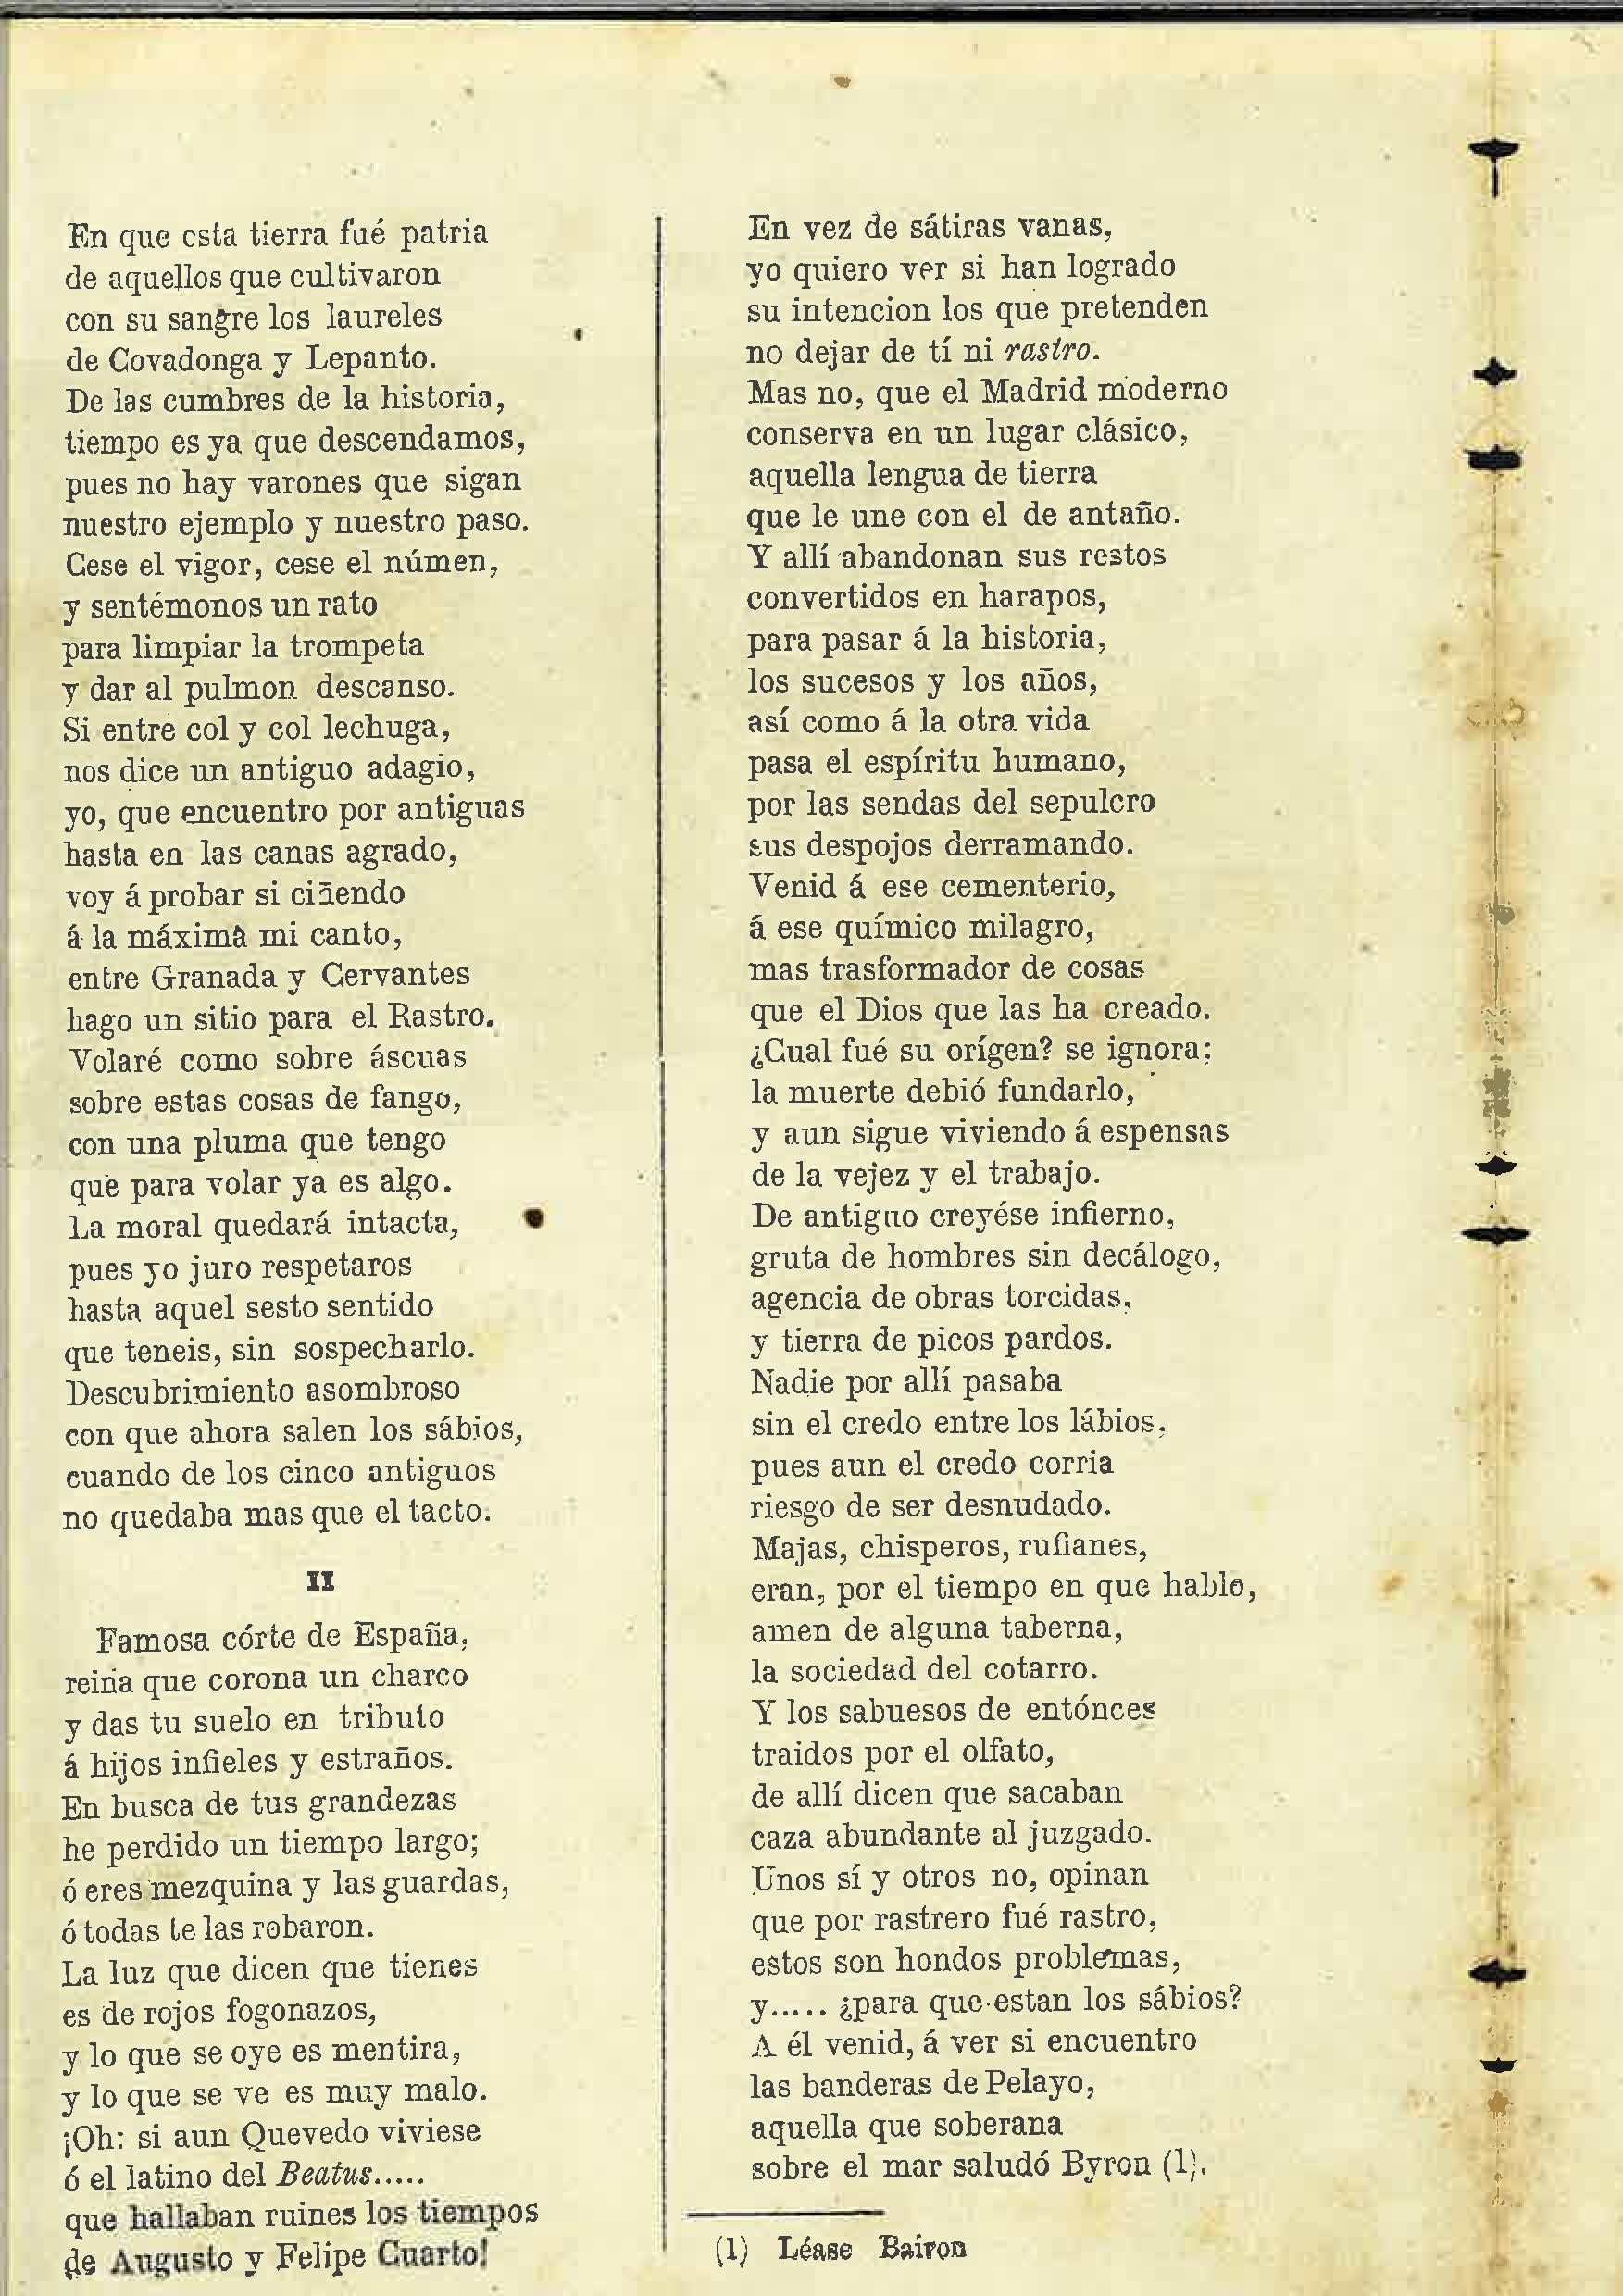 En que esta tierra fué patria
de aquellos que cultivaron
con su sangre los laureles
de Covadonga y Lepanto.
De las cumbres de la historia,
tiempo es ya que descendamos,
pues no hay varones que sigan
nuestro ejemplo y nuestro paso.
Cese el vigor, cese el númen,
y sentémonos un rato
para limpiar la trompeta
y dar al pulmon descanso.
Si entre col y col lechuga,
nos dice un antiguo adagio,
yo, que encuentro por antiguas
hasta en las canas agrado,
voy á probar si ciñendo
á la máxima mi canto,
entre Granada y Cervantes
hago un sitio para el Rastro.
Volaré como sobre áscuas
sobre estas cosas de fango,
con una pluma que tengo
que para volar ya es algo.
La moral quedará intacta,
pues yo juro respetaros
hasta aquel sesto sentido
que teneis, sin sospecharlo.
Descubrimiento asombroso
con que ahora salen los sábios,
cuando de los cinco antiguos
no quedaba mas que el tacto.
II
Famosa córte de España,
reina que corona un charco
y das tu suelo en tributo
á hijos infieles y estraños.
En busca de tus grandezas
he perdido un tiempo largo;
ó eres mezquina y las guardas,
ó todas te las robaron.
La luz que dicen que tienes
es de rojos fogonazos,
y lo que se oye es mentira,
y lo que se ve es muy malo.
¡Oh: si aun Quevedo viviese
ó el latino del Beatus.....
que hallaban ruines los tiempos
de Augusto y Felipe Cuarto!
En vez de sátiras vanas,
yo quiero ver si han logrado
su intencion los que pretenden
no dejar de tí ni rastro.
Mas no, que el Madrid moderno
conserva en un lugar clásico,
aquella lengua de tierra
que le une con el de antaño.
Y allí abandonan sus restos
convertidos en harapos,
para pasar á la historia,
los sucesos y los años,
así como á la otra vida
pasa el espíritu humano,
por las sendas del sepulcro
sus despojos derramando.
Venid á ese cementerio,
á ese químico milagro,
mas trasformador de cosas
que el Dios que las ha creado.
¿Cual fué su orígen? se ignora;
la muerte debió fundarlo,
y aun sigue viviendo á espensas
de la vejez y el trabajo.
De antiguo creyése infierno,
gruta de hombres sin decálogo,
agencia de obras torcidas,
y tierra de picos pardos.
Nadie por allí pasaba
sin el credo entre los lábios,
pues aun el credo corria
riesgo de ser desnudado.
Majas, chisperos, rufianes,
eran, por el tiempo en que hablo,
amen de alguna taberna,
la sociedad del cotarro.
Y los sabuesos de entónces
traidos por el olfato,
de allí dicen que sacaban
caza abundante al juzgado.
Unos sí y otros no, opinan
que por rastrero fué rastro,
estos son hondos problemas,
y..... ¿para que estan los sábios?
A él venid, á ver si encuentro
las banderas de Pelayo,
aquella que soberana
sobre el mar saludó Byron (1).
(1) Léase Bairon